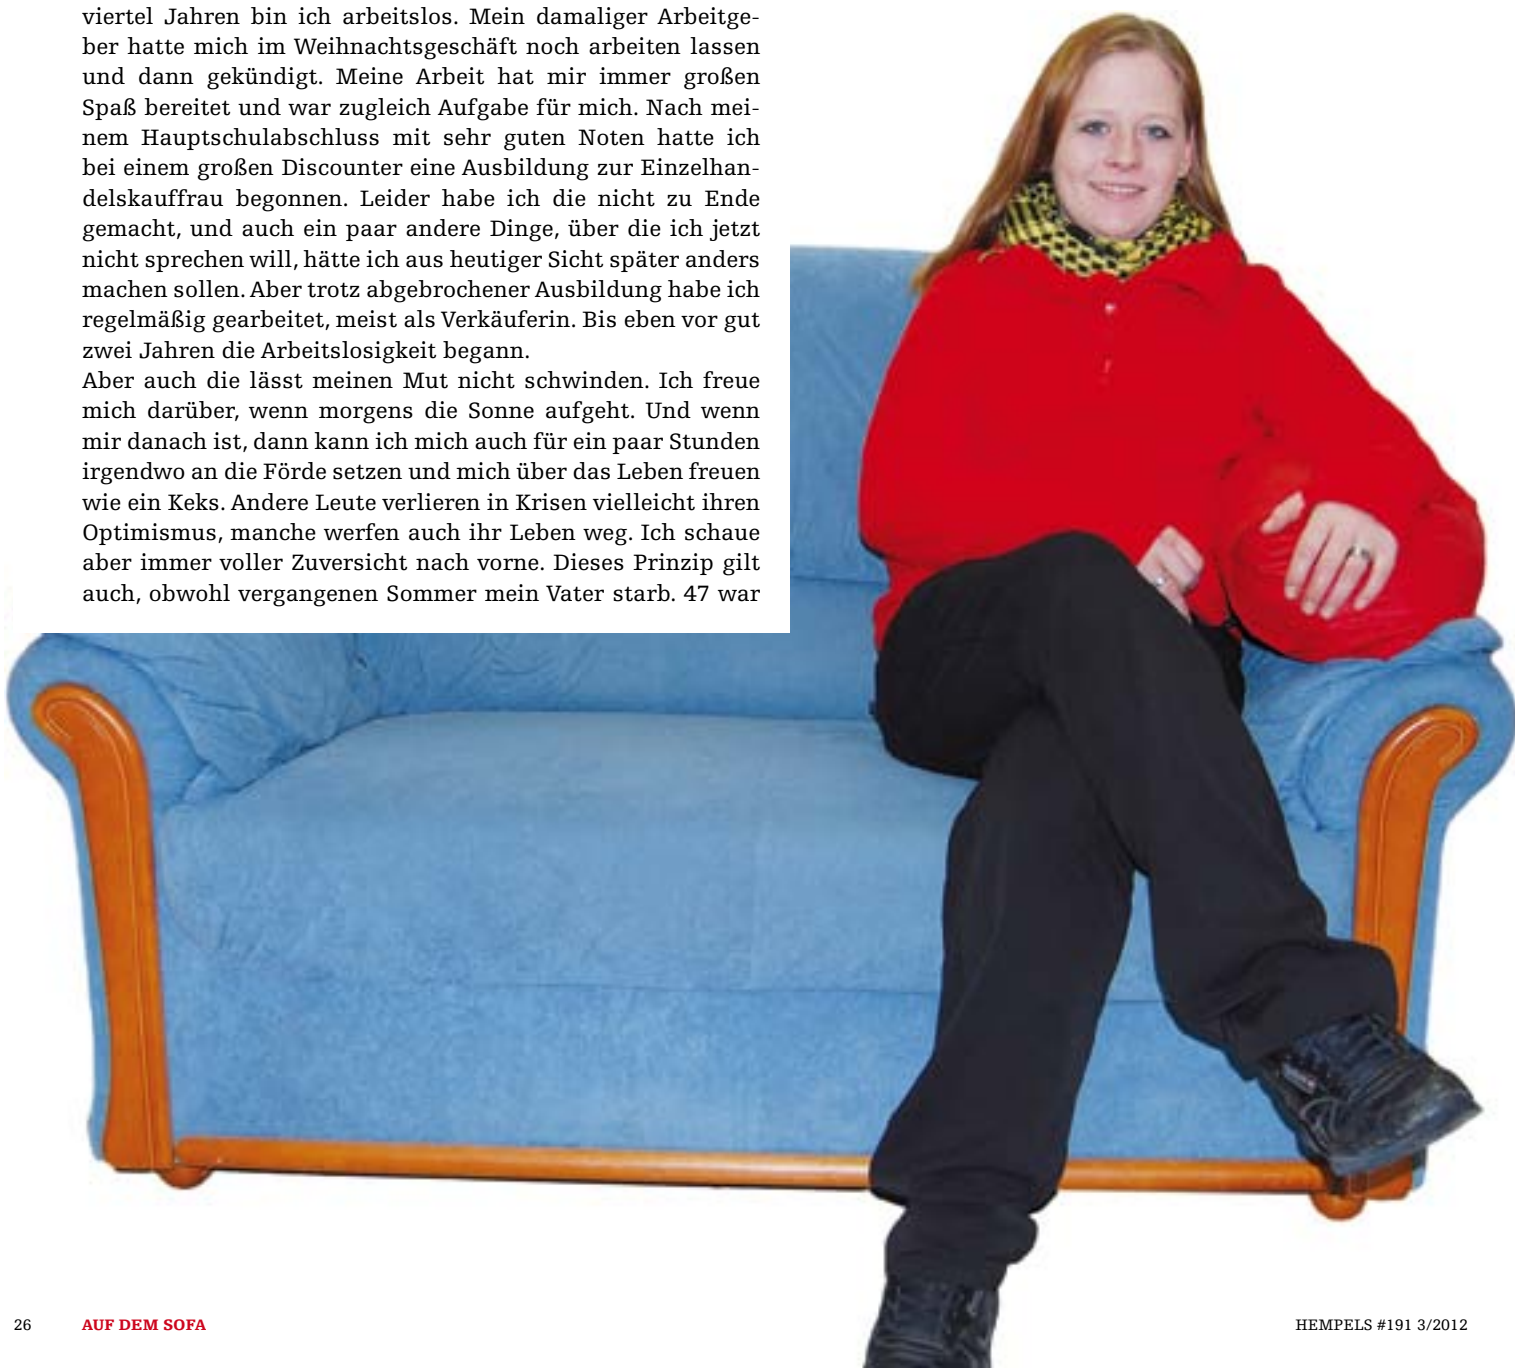 viertel Jahren bin ich arbeitslos. Mein damaliger Arbeitge-
ber hatte mich im Weihnachtsgeschäft noch arbeiten lassen
und dann gekündigt. Meine Arbeit hat mir immer großen
Spaß bereitet und war zugleich Aufgabe für mich. Nach mei-
nem Hauptschulabschluss mit sehr guten Noten hatte ich
bei einem großen Discounter eine Ausbildung zur Einzelhan-
delskauffrau begonnen. Leider habe ich die nicht zu Ende
gemacht, und auch ein paar andere Dinge, über die ich jetzt
nicht sprechen will, hätte ich aus heutiger Sicht später anders
machen sollen. Aber trotz abgebrochener Ausbildung habe ich
regelmäßig gearbeitet, meist als Verkäuferin. Bis eben vor gut
zwei Jahren die Arbeitslosigkeit begann.
Aber auch die lässt meinen Mut nicht schwinden. Ich freue
mich darüber, wenn morgens die Sonne aufgeht. Und wenn
mir danach ist, dann kann ich mich auch für ein paar Stunden
irgendwo an die Förde setzen und mich über das Leben freuen
wie ein Keks. Andere Leute verlieren in Krisen vielleicht ihren
Optimismus, manche werfen auch ihr Leben weg. Ich schaue
aber immer voller Zuversicht nach vorne. Dieses Prinzip gilt
auch, obwohl vergangenen Sommer mein Vater starb. 47 war
26 AUF DEM SOFA
HEMPELS #191 3/2012